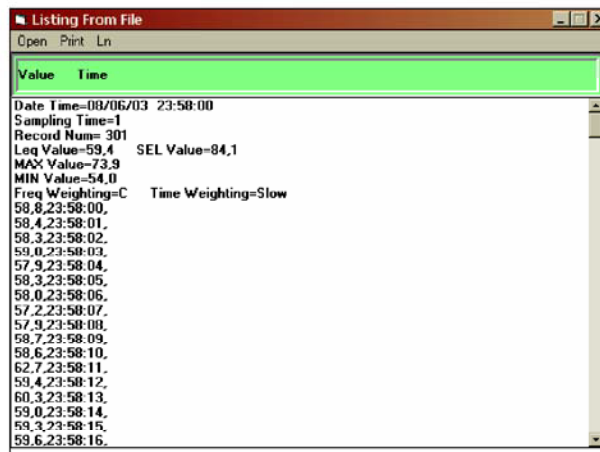 Listing From File
Open Print Ln
Value Time
Date Time=08/06/03 23:58:00
Sampling Time=1
Record Num= 301
Leq Value=59,4 SEL Value=84,1
MAX Value=73,9
MIN Value=54,0
Freq Weighting=C Time Weighting=Slow
58,8,23:58:00,
58,4,23:58:01,
58,3,23:58:02,
59,0,23:58:03,
57,9,23:58:04,
58,3,23:58:05,
58,0,23:58:06,
57,2,23:58:07,
57,9,23:58:08,
58,7,23:58:09,
58,6,23:58:10,
62,7,23:58:11,
59,4,23:58:12,
60,3,23:58:13,
59,0,23:58:14,
59,3,23:58:15,
59,6,23:58:16,